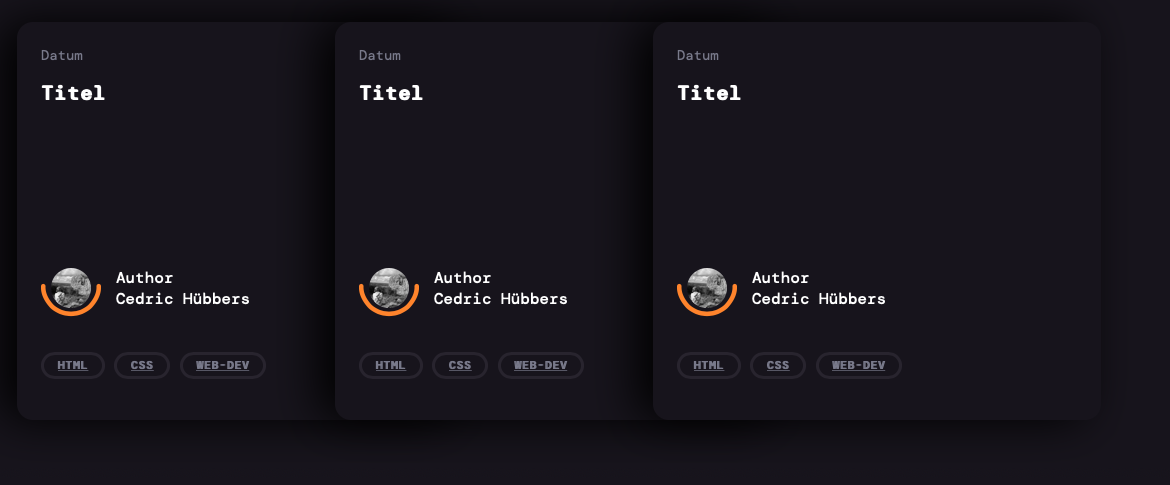 Datum
Titel
Author
Cedric Hübbers
HTML CSS WEB-DEV
Datum
Titel
Author
Cedric Hübbers
HTML CSS WEB-DEV
Datum
Titel
Author
Cedric Hübbers
HTML CSS WEB-DEV